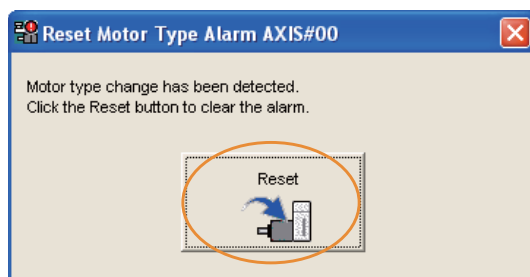 Reset Motor Type Alarm AXIS#00
Motor type change has been detected.
Click the Reset button to clear the alarm.
Reset